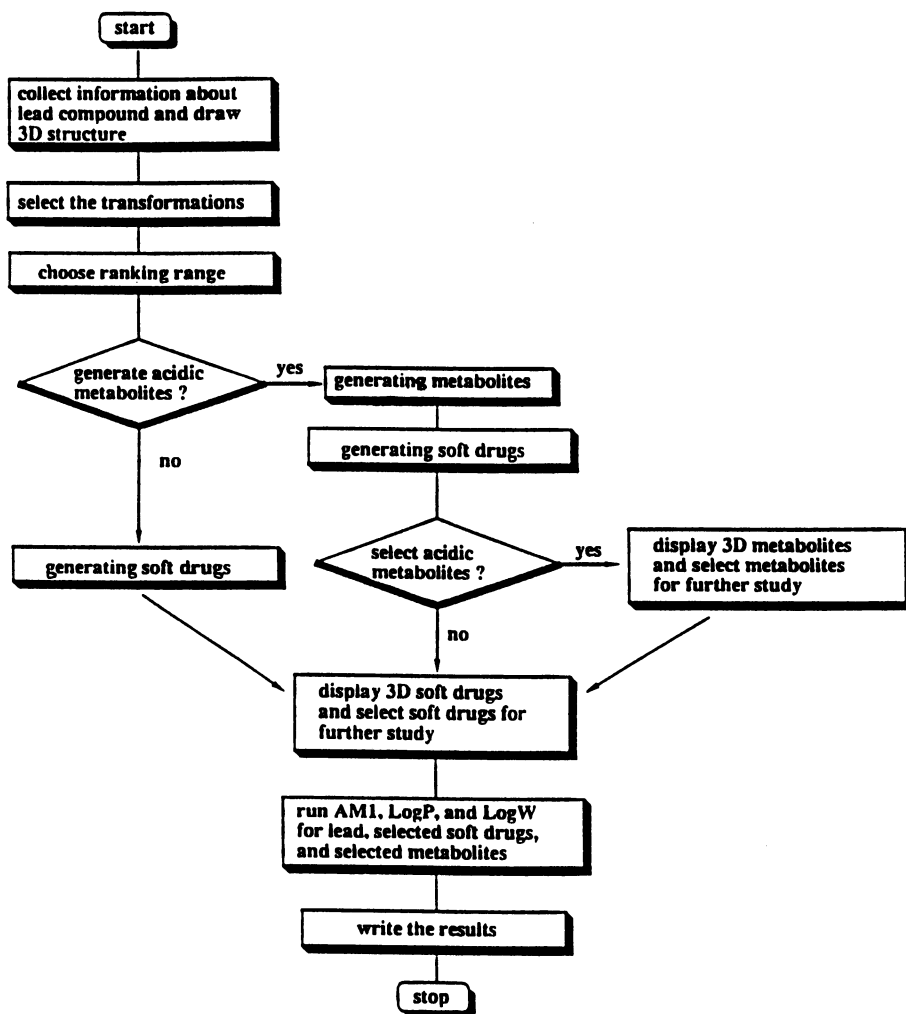 start
collect information about
lead compound and draw
3D structure
select the transformations
choose ranking range
generate acidic
metabolites ?
yes
generating metabolites
no
generating soft drugs
generating soft drugs
select acidic
metabolites ?
yes
display 3D metabolites
and select metabolites
for further study
no
display 3D soft drugs
and select soft drugs for
further study
run AM1, LogP, and LogW
for lead, selected soft drugs,
and selected metabolites
write the results
stop